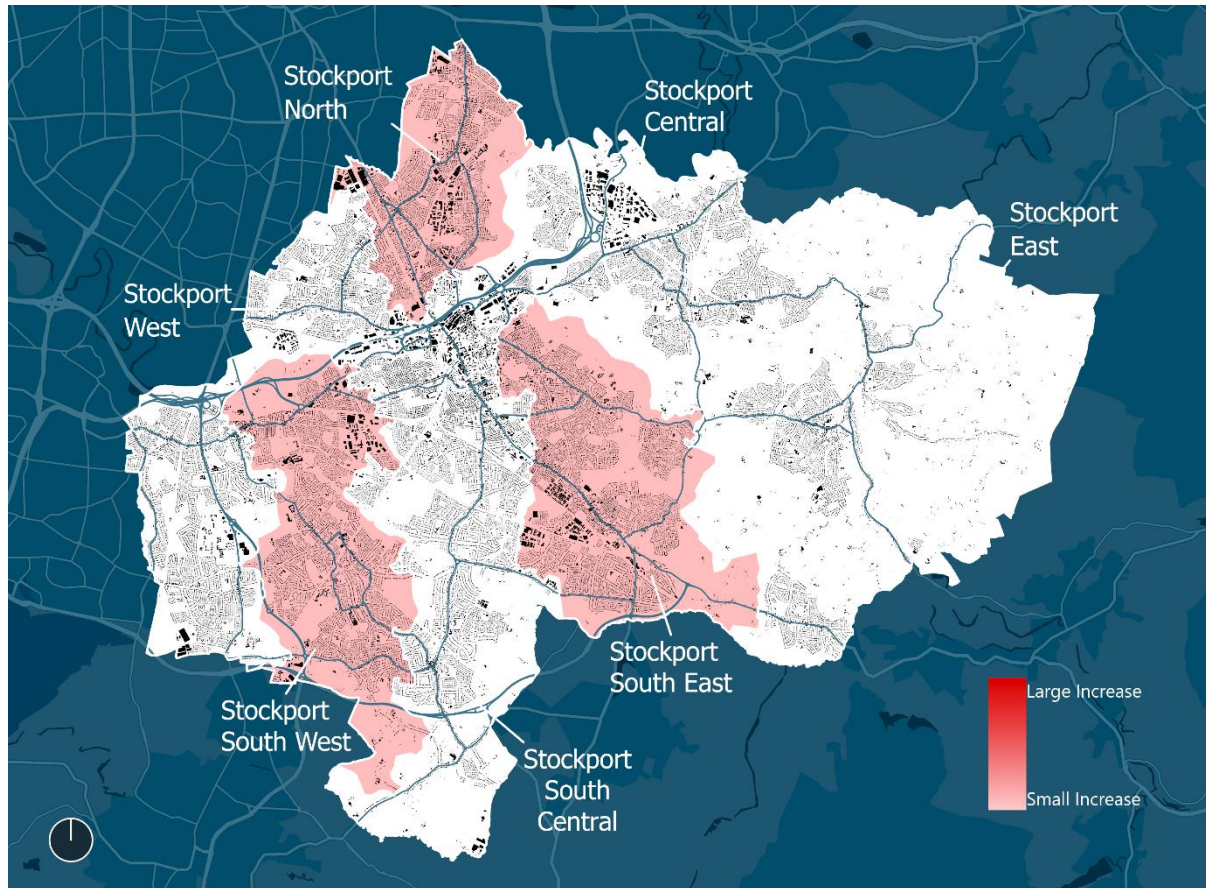 Stockport
North
Stockport
Central
Stockport
East
Stockport
West
Stockport
South East
Stockport
South West
Stockport
South
Central
Large Increase
Small Increase